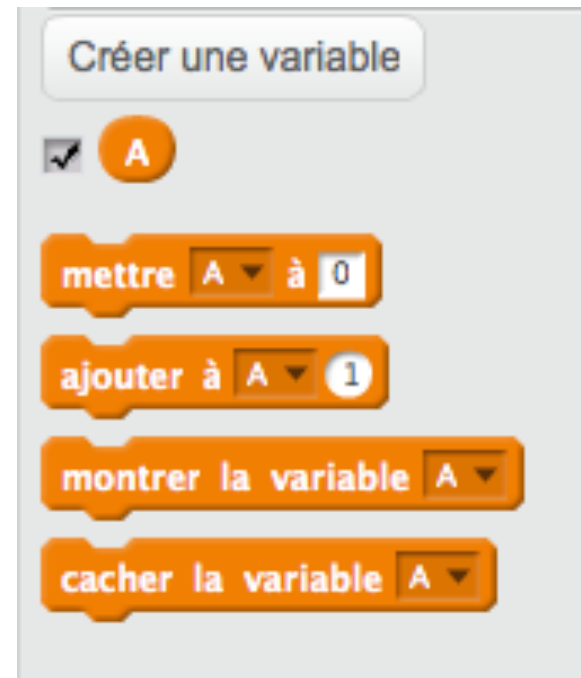 Créer une variable
A
mettre A à 0
ajouter à A 1
montrer la variable A
cacher la variable A